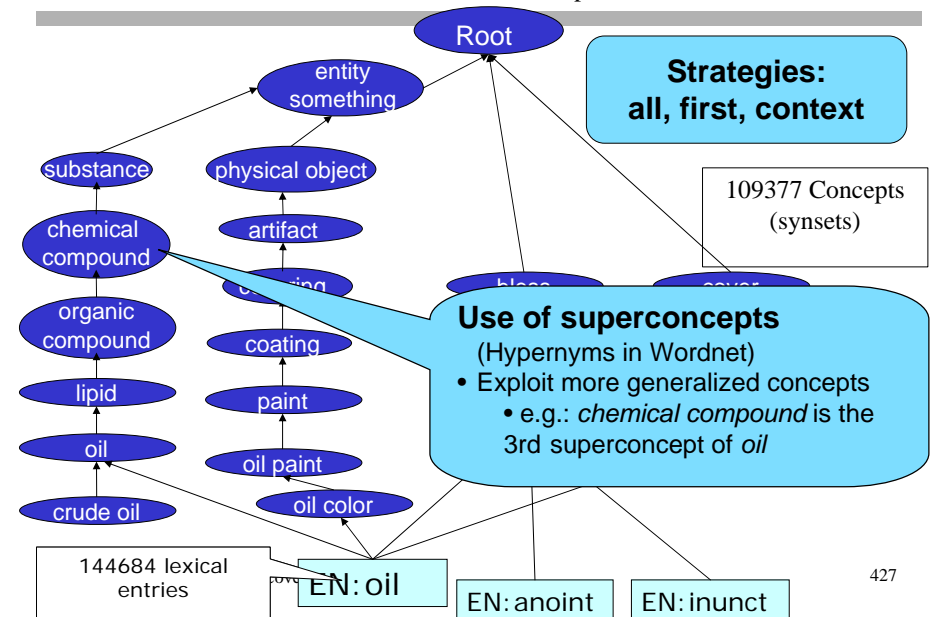 Root
entity
something
Strategies:
all, first, context
substance
physical object
109377 Concepts
(synsets)
chemical
compound
artifact
organic
compound
coating
Use of superconcepts
(Hypernyms in Wordnet)
• Exploit more generalized concepts
• e.g.: chemical compound is the
3rd superconcept of oil
lipid
paint
oil
oil paint
crude oil
oil color
144684 lexical
entries
EN:oil
EN:anoint
EN:inunct
427